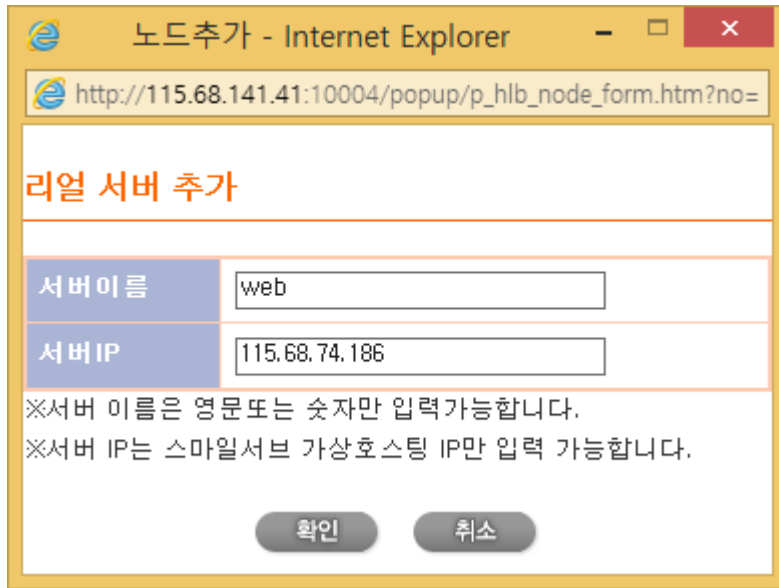 노드추가 - Internet Explorer
http://115.68.141.41:10004/popup/p_hlb_node_form.htm?no=
리얼 서버 추가
서버이름 web
서버IP 115.68.74.186
※서버 이름은 영문또는 숫자만 입력가능합니다.
※서버 IP는 스마일서브 가상호스팅 IP만 입력 가능합니다.
확인 취소